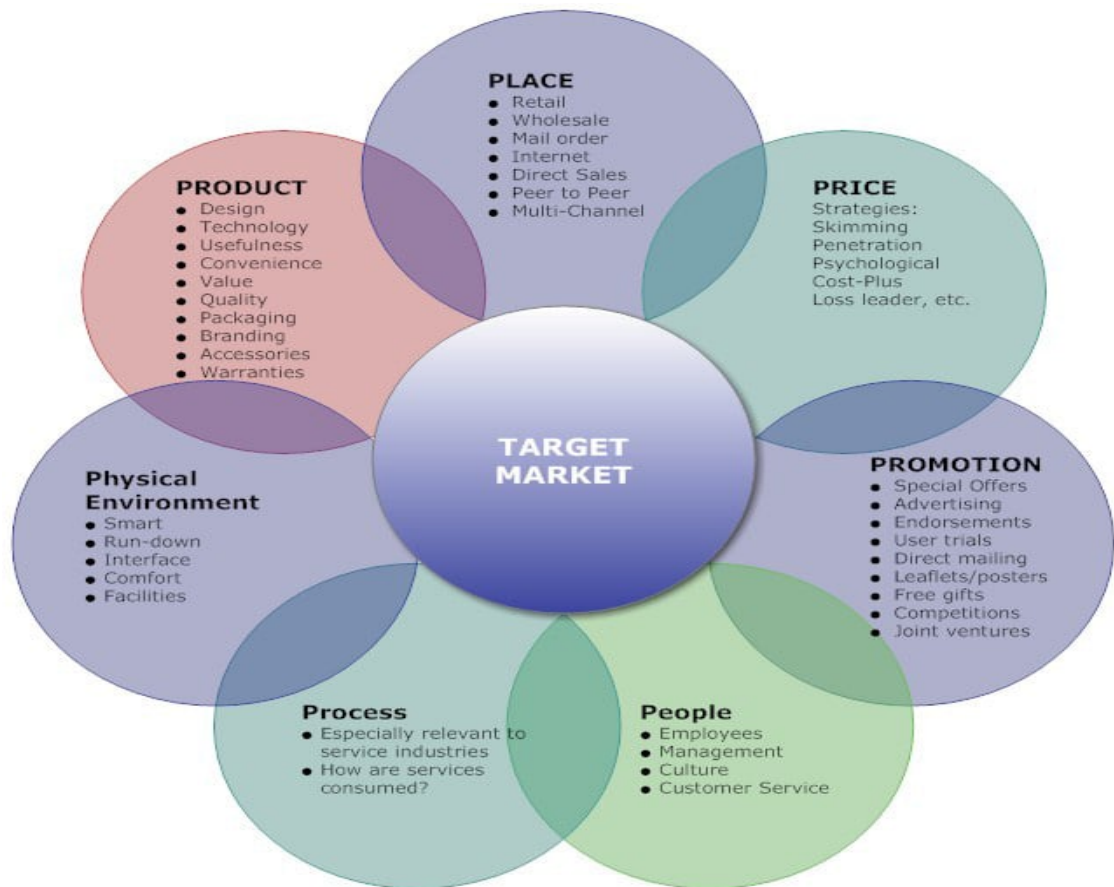 PLACE
● Retail
● Wholesale
● Mail order
● Internet
● Direct Sales
● Peer to Peer
● Multi-Channel
PRODUCT
● Design
● Technology
● Usefulness
● Convenience
● Value
● Quality
● Packaging
● Branding
● Accessories
● Warranties
PRICE
Strategies:
Skimming
Penetration
Psychological
Cost-Plus
Loss leader, etc.
TARGET
MARKET
Physical
Environment
● Smart
● Run-down
● Interface
● Comfort
● Facilities
PROMOTION
● Special Offers
● Advertising
● Endorsements
● User trials
● Direct mailing
● Leaflets/posters
● Free gifts
● Competitions
● Joint ventures
Process
● Especially relevant to
service industries
● How are services
consumed?
People
● Employees
● Management
● Culture
● Customer Service